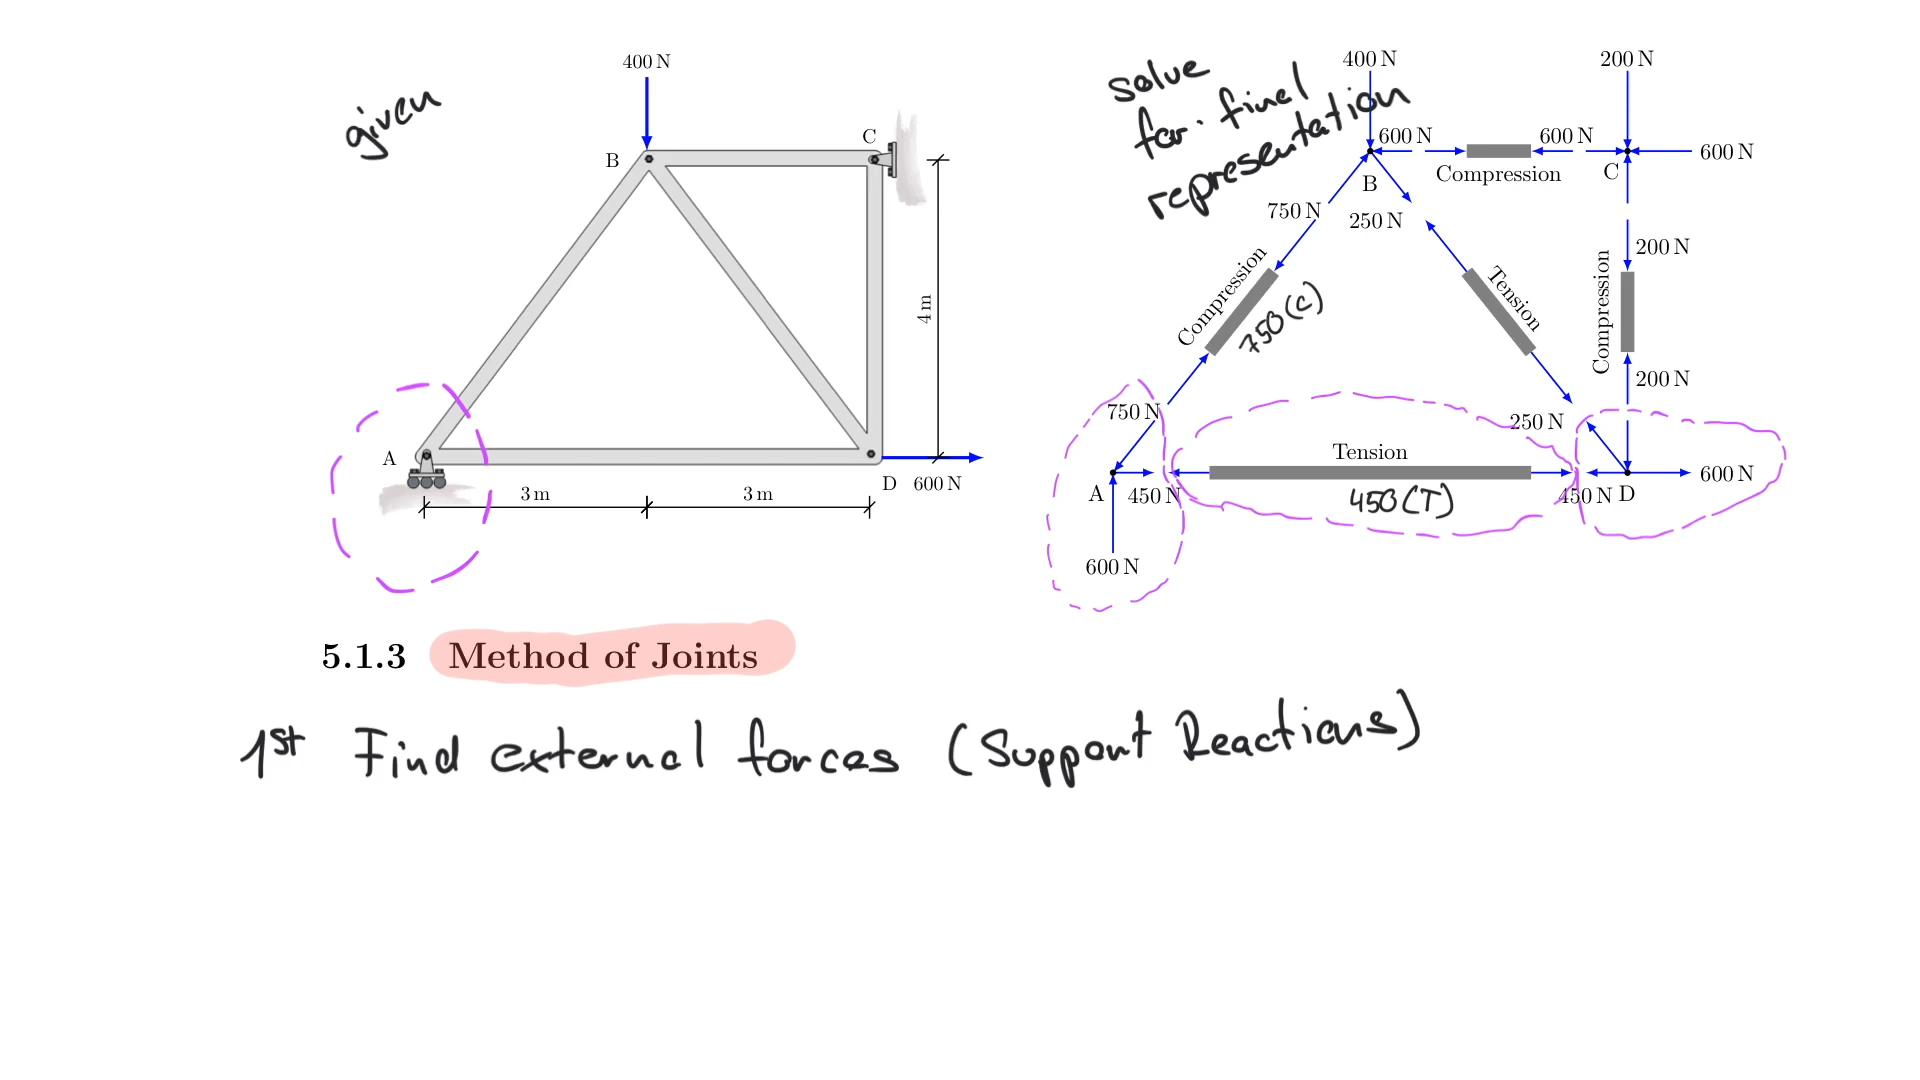 given
400 N
B
C
4 m
A
3 m
3 m
D
600 N
solve
for: final
representation
400 N
200 N
600 N
600 N
600 N
B
Compression
C
750 N
250 N
200 N
Compression
750(C)
Tension
Compression
200 N
750 N
250 N
Tension
600 N
A
450 N
450(T)
450 N
D
600 N
5.1.3 Method of Joints
1st Find external forces (Support Reactions)